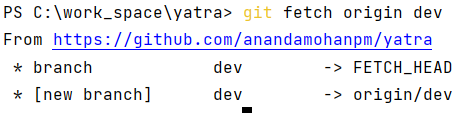 PS C:\work_space\yatra> git fetch origin dev
From https://github.com/anandamohanpm/yatra
 * branch            dev        -> FETCH_HEAD
 * [new branch]      dev        -> origin/dev